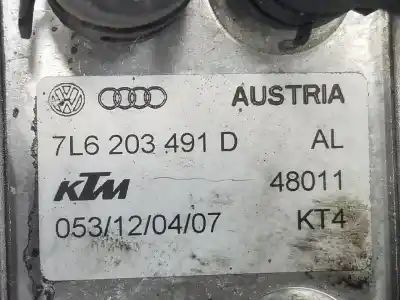 AUSTRIA
7L6 203 491 D AL
KTM 48011
053/12/04/07 KT4